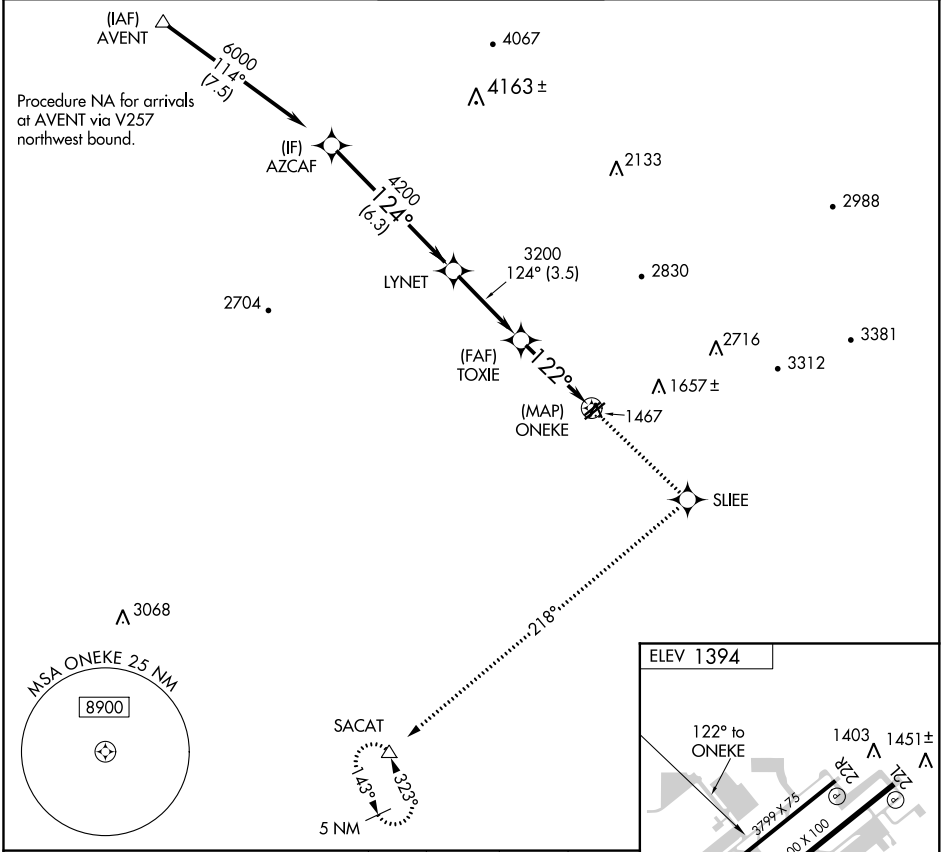 (IAF)
AVENT
6000
114°
(7.5)
Procedure NA for arrivals
at AVENT via V257
northwest bound.
(IF)
AZCAF
4067
4163 ±
2133
2988
4200
124°
(6.3)
LYNET
3200
124° (3.5)
2830
2704
(FAF)
TOXIE
122°
2716
3381
3312
1657 ±
(MAP)
ONEKE
1467
SLIEE
218°
3068
MSA ONEKE 25 NM
8900
SACAT
143°
323°
5 NM
ELEV 1394
122° to
ONEKE
1403
1451±
22R
22L
P
P
3799 X 75
00 X 100